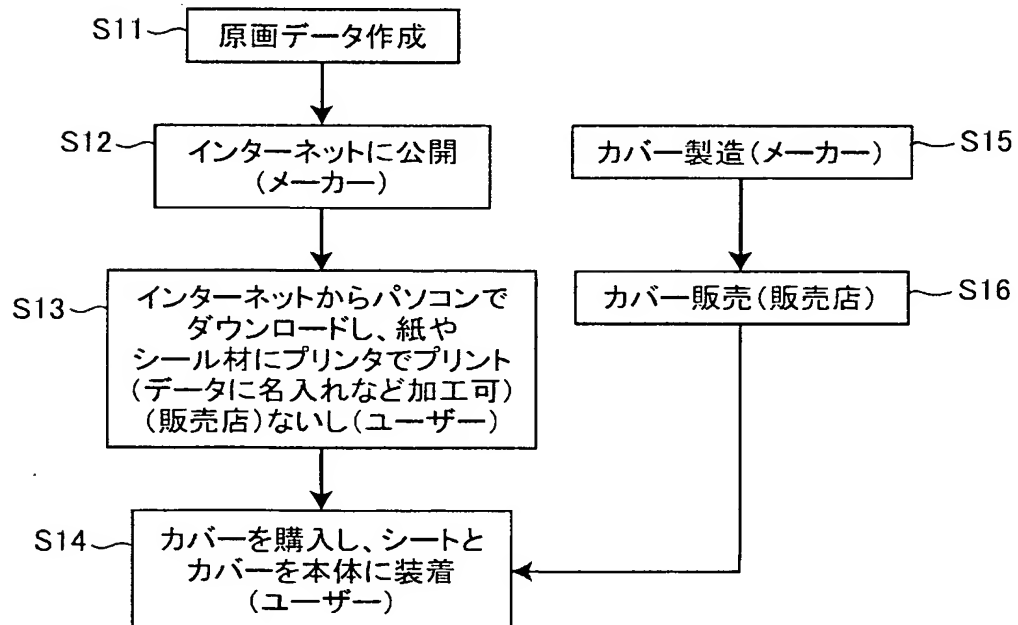 S11
原画データ作成
S12
インターネットに公開
(メーカー)
S15
カバー製造(メーカー)
S13
インターネットからパソコンで
ダウンロードし、紙や
シール材にプリンタでプリント
(データに名入れなど加工可)
(販売店)ないし(ユーザー)
S16
カバー販売(販売店)
S14
カバーを購入し、シートと
カバーを本体に装着
(ユーザー)